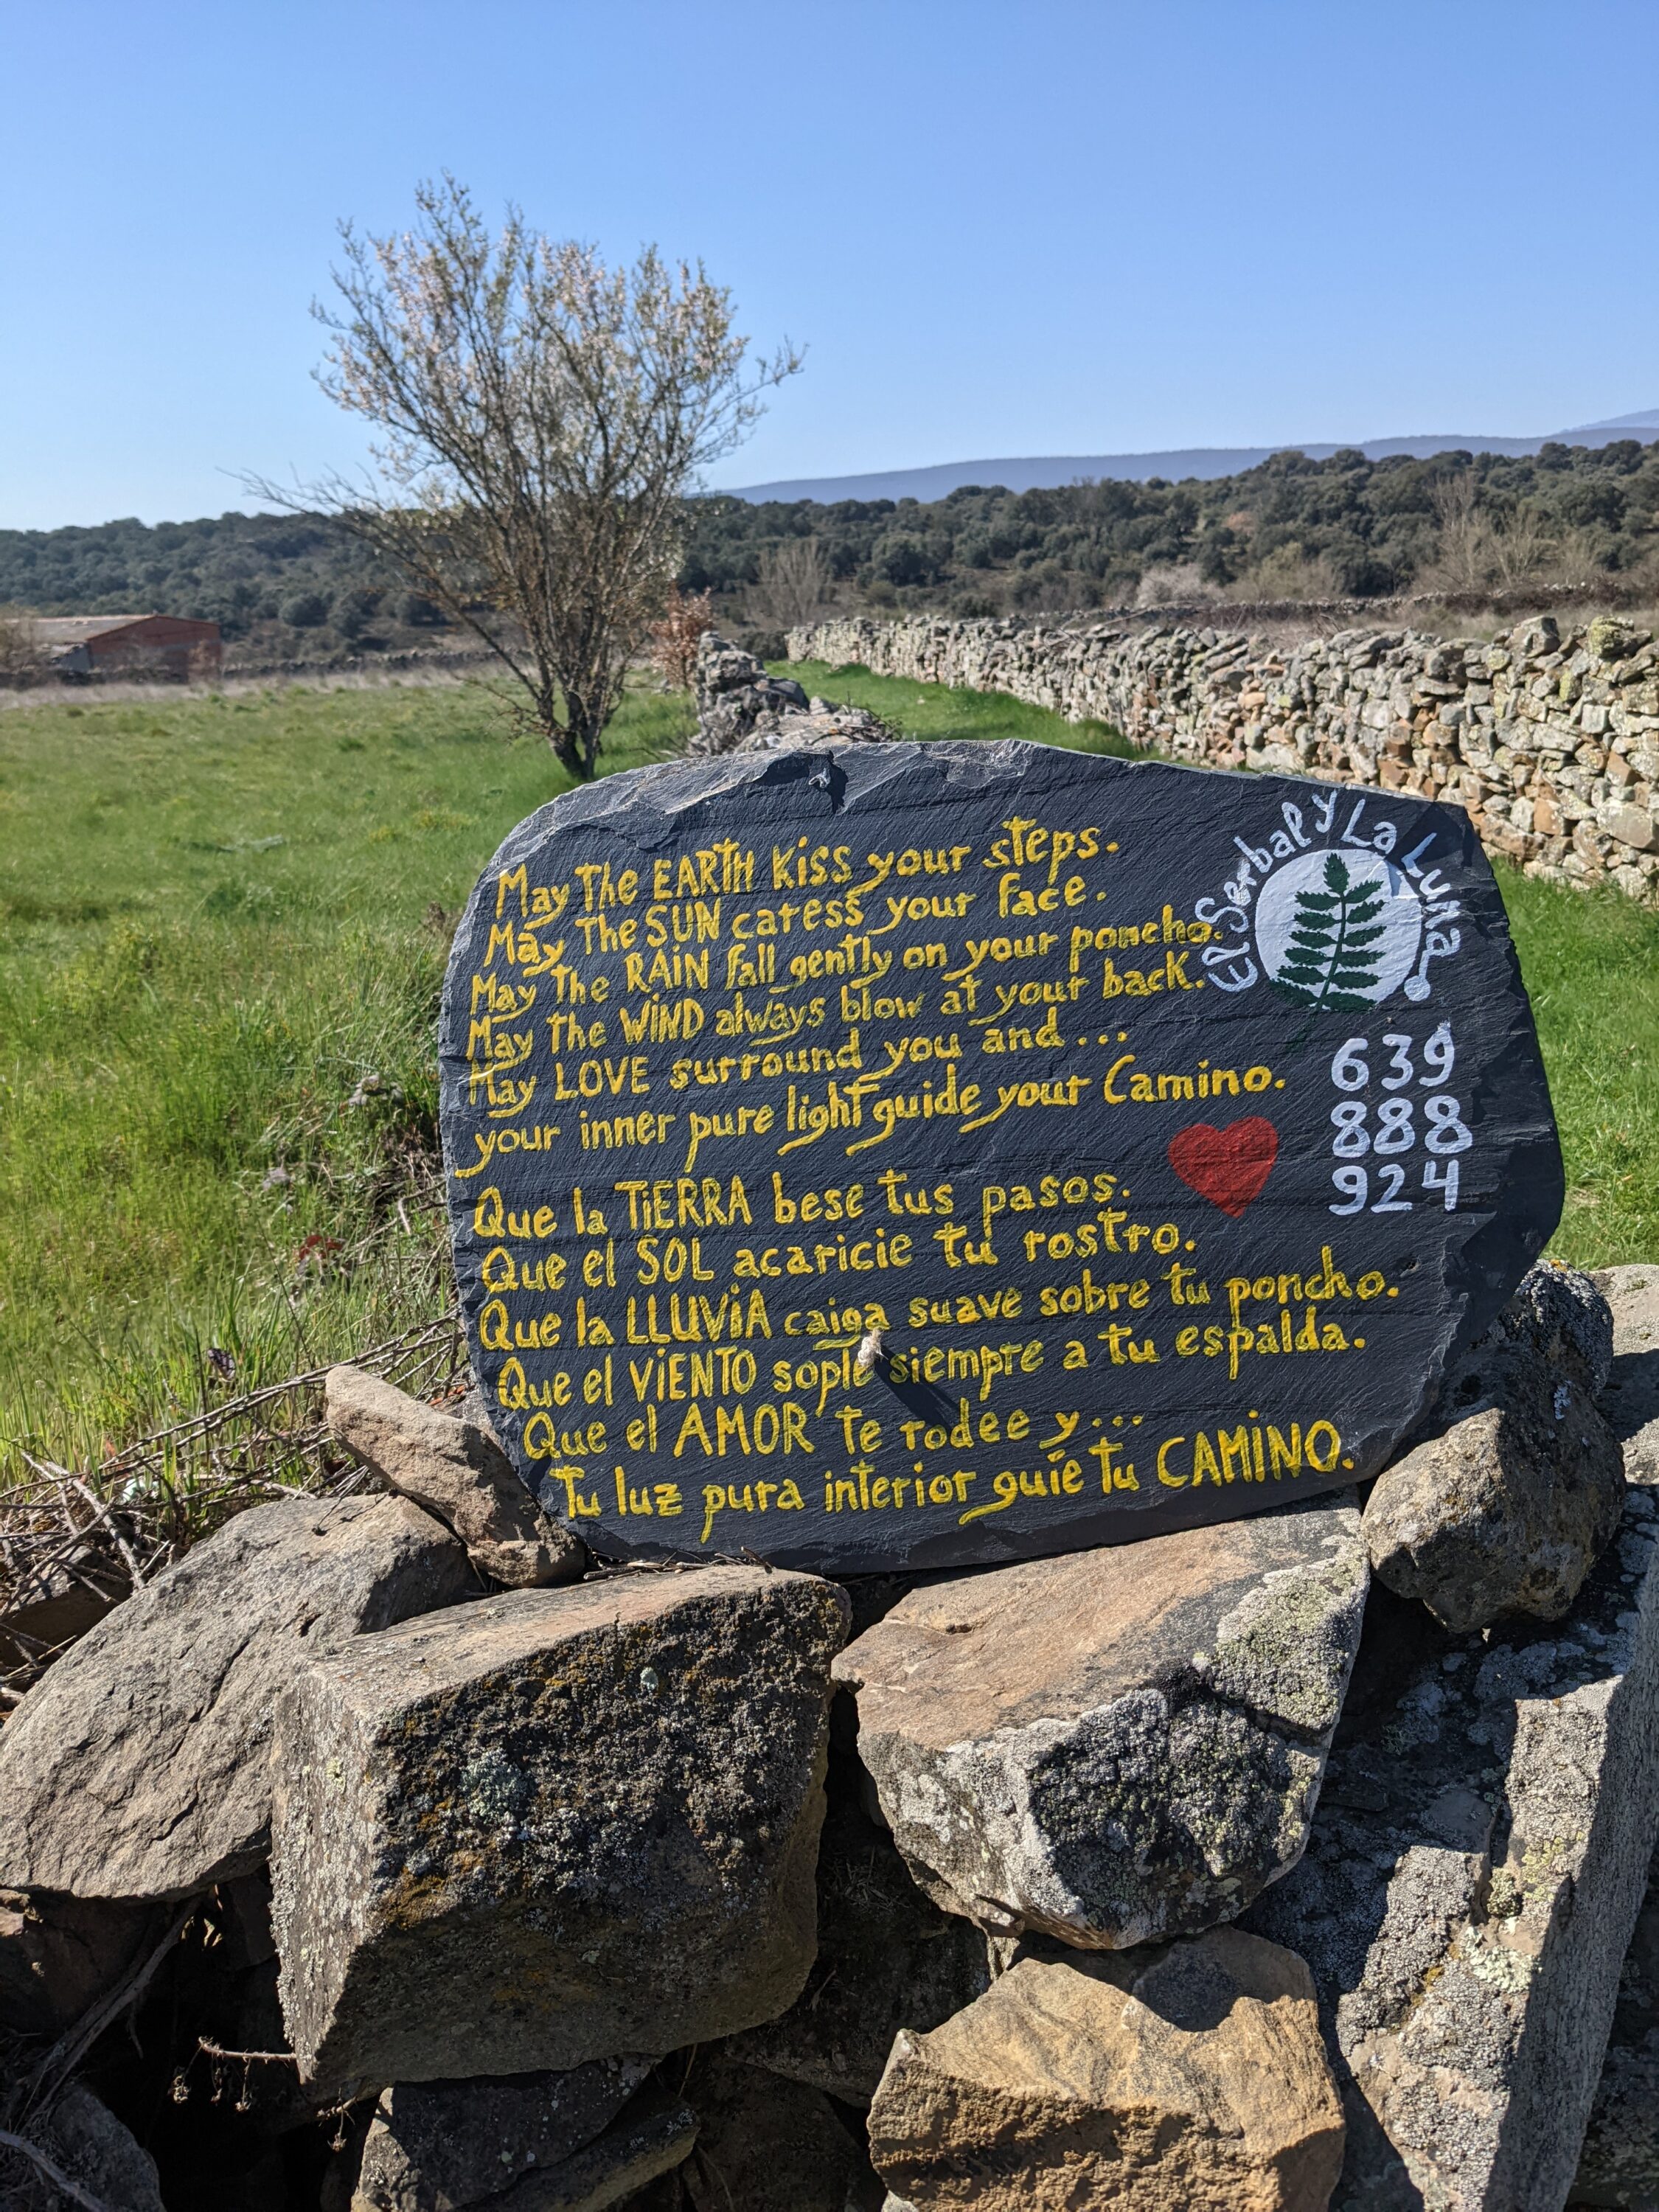 May The EARTH Kiss your steps.
May The SUN caress your face.
May The RAiN fall gently on your poncho.
May The WiND always blow at your back.
May LOVE surround you and...
your inner pure light guide your Camino.
Que la TiERRA bese tus pasos.
Que el SOL acaricie tu rostro.
Que la LLUViA caiga suave sobre tu poncho.
Que el ViENTO sople siempre a tu espalda.
Que el AMOR te rodee y...
Tu luz pura interior guíe tu CAMiNO.
El Serbal y La Luna
639
888
924